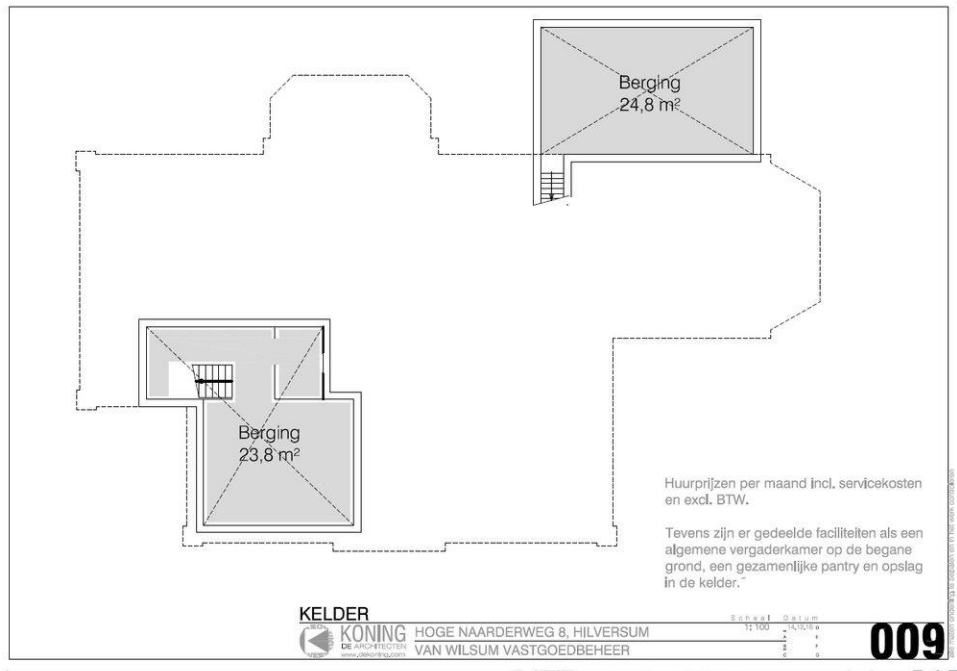 Berging
24,8 m²
Berging
23,8 m²
Huurprijzen per maand incl. servicekosten
en excl. BTW.
Tevens zijn er gedeelde faciliteiten als een
algemene vergaderkamer op de begane
grond, een gezamenlijke pantry en opslag
in de kelder.
KELDER
KONING
DE ARCHITECTEN
www.dekoning.com
HOGE NAARDERWEG 8, HILVERSUM
VAN WILSUM VASTGOEDBEHEER
Schaal Datum
1: 100
009